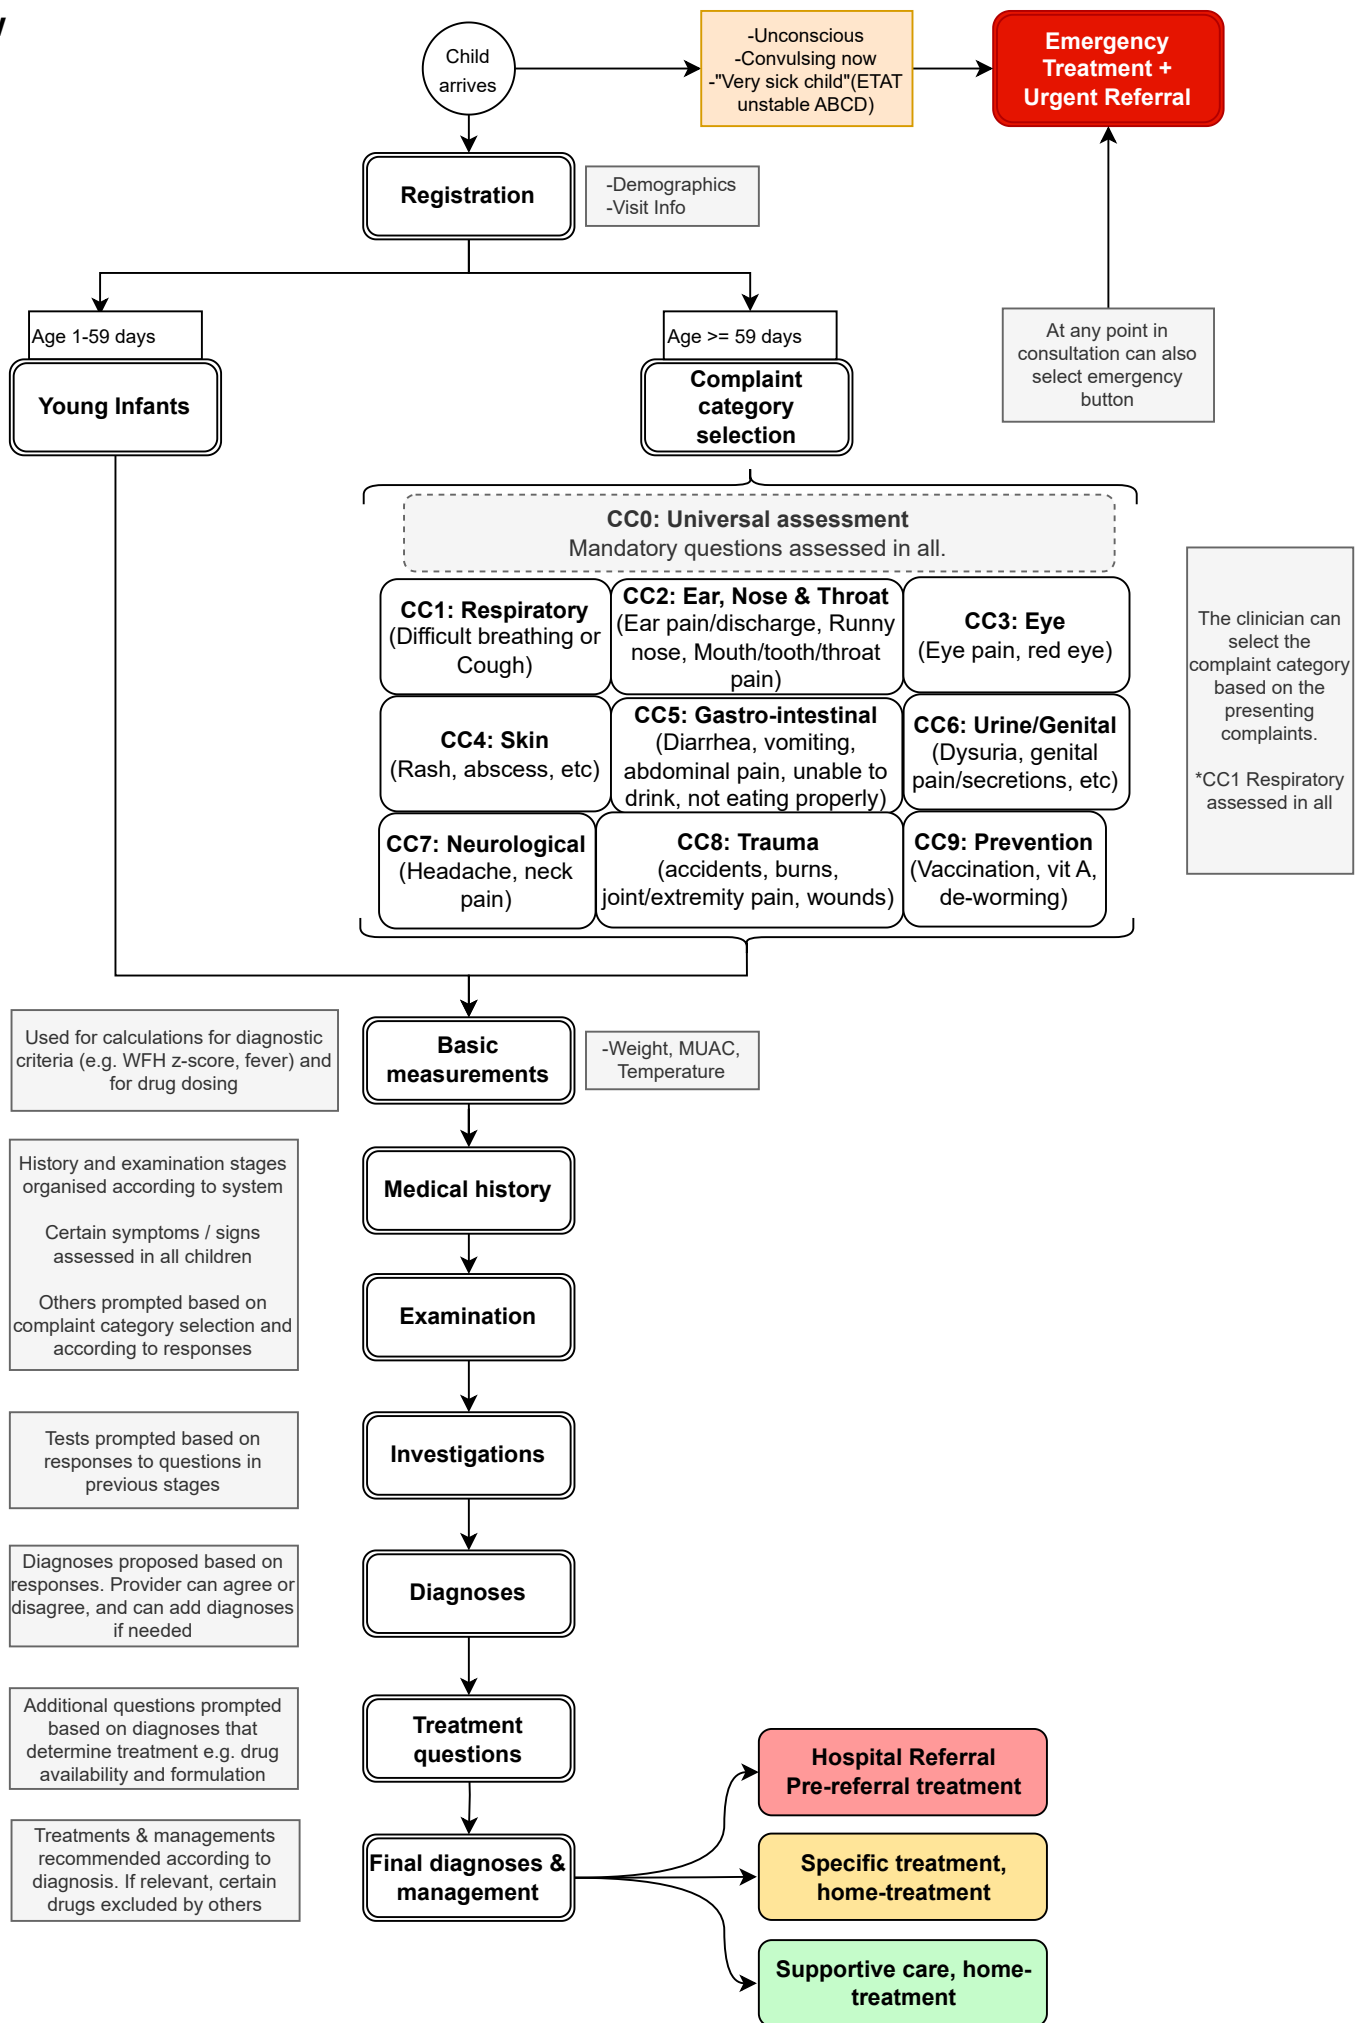 Child
arrives
-Unconscious
-Convulsing now
-"Very sick child"(ETAT
unstable ABCD)
Emergency
Treatment +
Urgent Referral
Registration
-Demographics
-Visit Info
Age 1-59 days
Young Infants
Age >= 59 days
Complaint
category
selection
At any point in
consultation can also
select emergency
button
CC0: Universal assessment
Mandatory questions assessed in all.
CC1: Respiratory
(Difficult breathing or
Cough)
CC2: Ear, Nose & Throat
(Ear pain/discharge, Runny
nose, Mouth/tooth/throat
pain)
CC3: Eye
(Eye pain, red eye)
CC4: Skin
(Rash, abscess, etc)
CC5: Gastro-intestinal
(Diarrhea, vomiting,
abdominal pain, unable to
drink, not eating properly)
CC6: Urine/Genital
(Dysuria, genital
pain/secretions, etc)
CC7: Neurological
(Headache, neck
pain)
CC8: Trauma
(accidents, burns,
joint/extremity pain, wounds)
CC9: Prevention
(Vaccination, vit A,
de-worming)
The clinician can
select the
complaint category
based on the
presenting
complaints.
*CC1 Respiratory
assessed in all
Used for calculations for diagnostic
criteria (e.g. WFH z-score, fever) and
for drug dosing
Basic
measurements
-Weight, MUAC,
Temperature
History and examination stages
organised according to system
Certain symptoms / signs
assessed in all children
Others prompted based on
complaint category selection and
according to responses
Medical history
Examination
Tests prompted based on
responses to questions in
previous stages
Investigations
Diagnoses proposed based on
responses. Provider can agree or
disagree, and can add diagnoses
if needed
Diagnoses
Additional questions prompted
based on diagnoses that
determine treatment e.g. drug
availability and formulation
Treatment
questions
Treatments & managements
recommended according to
diagnosis. If relevant, certain
drugs excluded by others
Final diagnoses &
management
Hospital Referral
Pre-referral treatment
Specific treatment,
home-treatment
Supportive care, home-
treatment